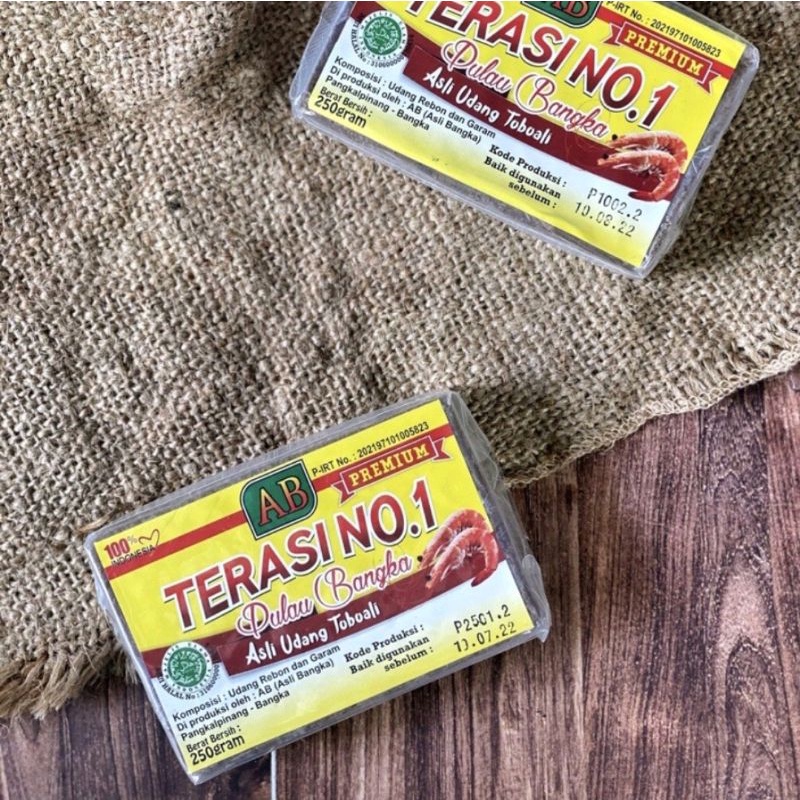 AB
P-IRT No. : 202197101005823
PREMIUM
TERASI NO.1
Pulau Bangka
Asli Udang Toboali
Komposisi : Udang Rebon dan Garam
Di produksi oleh : AB (Asli Bangka)
Pangkalpinang - Bangka
Berat Bersih :
250gram
Kode Produksi :
Baik digunakan
sebelum :
P1002.2
10.08.22
AB
P-IRT No. : 202197101005823
PREMIUM
100%
INDONESIA
TERASI NO.1
Pulau Bangka
Asli Udang Toboali
Komposisi : Udang Rebon dan Garam
Di produksi oleh : AB (Asli Bangka)
Pangkalpinang - Bangka
Berat Bersih :
250gram
Kode Produksi :
Baik digunakan
sebelum :
P2501.2
10.07.22